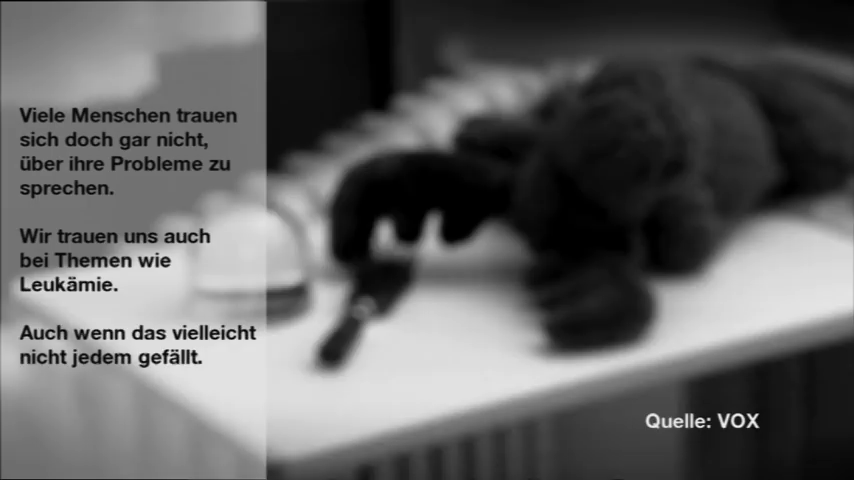 Viele Menschen trauen
sich doch gar nicht,
über ihre Probleme zu
sprechen.
Wir trauen uns auch
bei Themen wie
Leukämie.
Auch wenn das vielleicht
nicht jedem gefällt.
Quelle: VOX